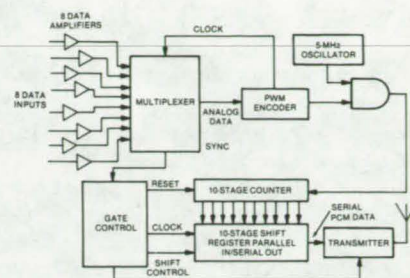 8 DATA
AMPLIFIERS
CLOCK
5 MHz
OSCILLATOR
8 DATA
INPUTS
MULTIPLEXER
PWM
ENCODER
ANALOG
DATA
SYNC
RESET
10-STAGE COUNTER
GATE
CONTROL
CLOCK
10-STAGE SHIFT
REGISTER PARALLEL
IN/SERIAL OUT
SERIAL
PCM DATA
TRANSMITTER
SHIFT
CONTROL